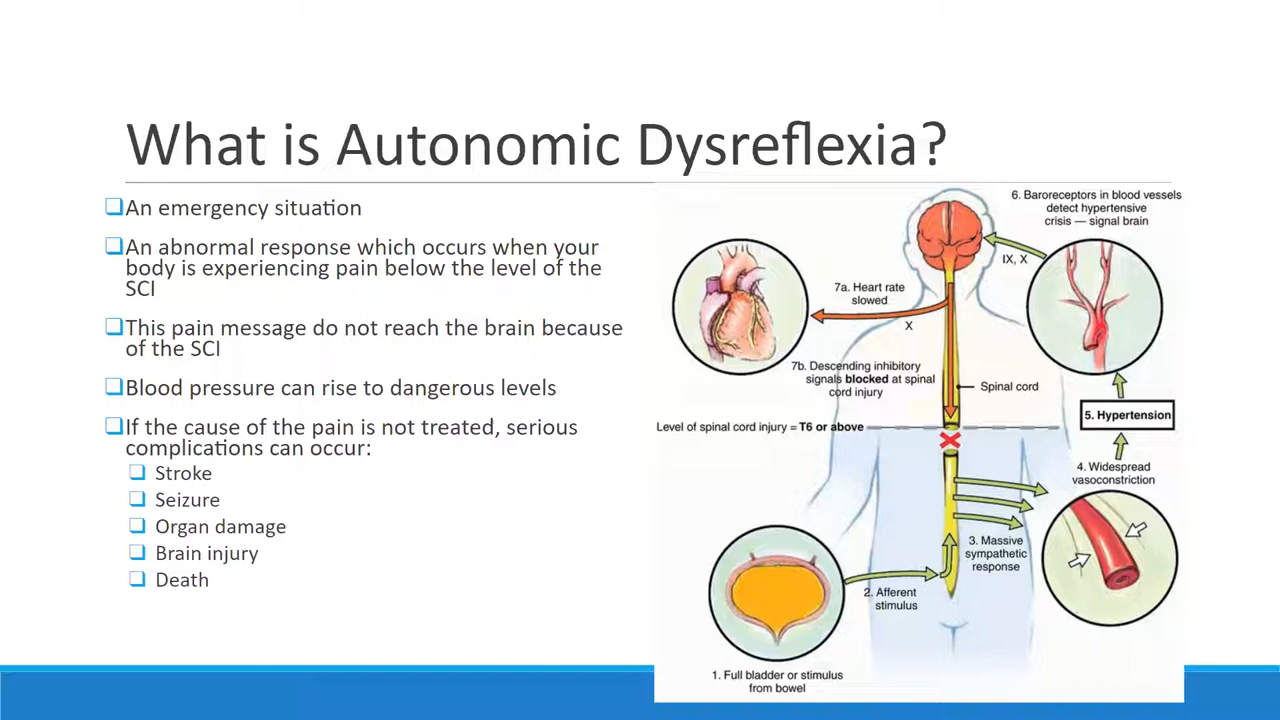 What is Autonomic Dysreflexia?
An emergency situation
An abnormal response which occurs when your
body is experiencing pain below the level of the
SCI
This pain message do not reach the brain because
of the SCI
Blood pressure can rise to dangerous levels
If the cause of the pain is not treated, serious
complications can occur:
Stroke
Seizure
Organ damage
Brain injury
Death
6. Baroreceptors in blood vessels
detect hypertensive
crisis — signal brain
IX, X
7a. Heart rate
slowed
X
7b. Descending inhibitory
signals blocked at spinal
cord injury
Spinal cord
5. Hypertension
Level of spinal cord injury = T6 or above
4. Widespread
vasoconstriction
3. Massive
sympathetic
response
2. Afferent
stimulus
1. Full bladder or stimulus
from bowel